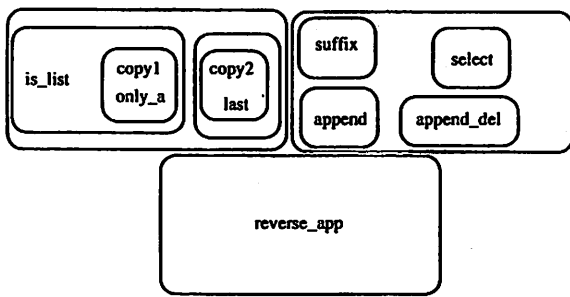 is_list
copy1
only_a
copy2
last
suffix
select
append
append_del
reverse_app